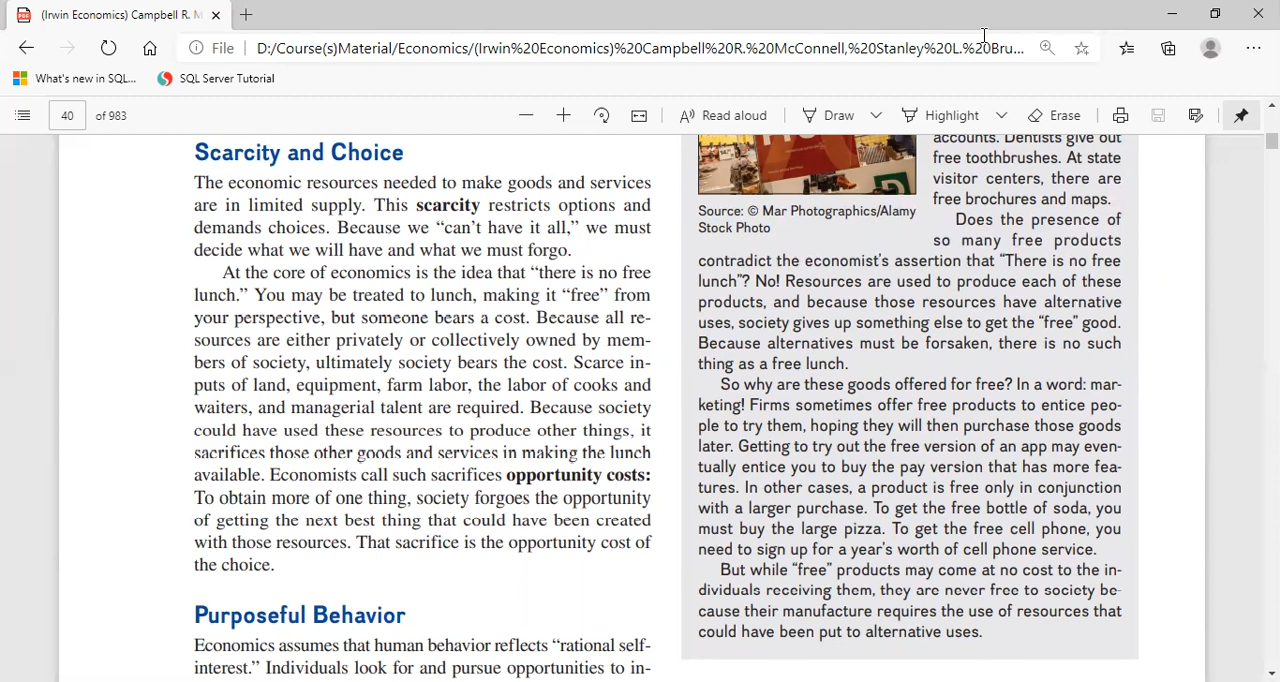 (Irwin Economics) Campbell R. M
File D:/Course(s)Material/Economics/(Irwin%20Economics)%20Campbell%20R.%20McConnell,%20Stanley%20L.%20Bru...
What's new in SQL... SQL Server Tutorial
40 of 983 Read aloud Draw Highlight Erase
Scarcity and Choice
The economic resources needed to make goods and services
are in limited supply. This scarcity restricts options and
demands choices. Because we “can’t have it all,” we must
decide what we will have and what we must forgo.
At the core of economics is the idea that “there is no free
lunch.” You may be treated to lunch, making it “free” from
your perspective, but someone bears a cost. Because all re-
sources are either privately or collectively owned by mem-
bers of society, ultimately society bears the cost. Scarce in-
puts of land, equipment, farm labor, the labor of cooks and
waiters, and managerial talent are required. Because society
could have used these resources to produce other things, it
sacrifices those other goods and services in making the lunch
available. Economists call such sacrifices opportunity costs:
To obtain more of one thing, society forgoes the opportunity
of getting the next best thing that could have been created
with those resources. That sacrifice is the opportunity cost of
the choice.
Purposeful Behavior
Economics assumes that human behavior reflects “rational self-
interest.” Individuals look for and pursue opportunities to in-
accounts. Dentists give out
free toothbrushes. At state
visitor centers, there are
free brochures and maps.
Source: © Mar Photographics/Alamy
Stock Photo
Does the presence of
so many free products
contradict the economist’s assertion that “There is no free
lunch”? No! Resources are used to produce each of these
products, and because those resources have alternative
uses, society gives up something else to get the “free” good.
Because alternatives must be forsaken, there is no such
thing as a free lunch.
So why are these goods offered for free? In a word: mar-
keting! Firms sometimes offer free products to entice peo-
ple to try them, hoping they will then purchase those goods
later. Getting to try out the free version of an app may even-
tually entice you to buy the pay version that has more fea-
tures. In other cases, a product is free only in conjunction
with a larger purchase. To get the free bottle of soda, you
must buy the large pizza. To get the free cell phone, you
need to sign up for a year’s worth of cell phone service.
But while “free” products may come at no cost to the in-
dividuals receiving them, they are never free to society be-
cause their manufacture requires the use of resources that
could have been put to alternative uses.